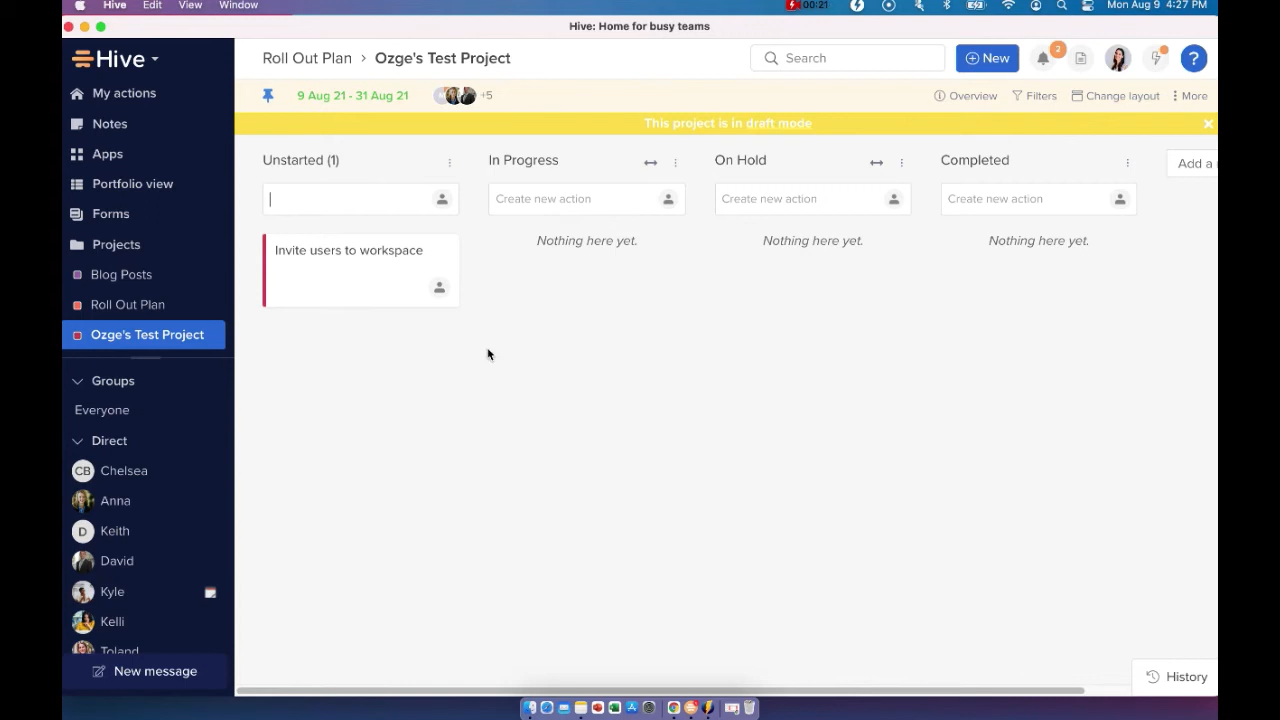 Hive Edit View Window 00:21 Mon Aug 9 4:27 PM
Hive: Home for busy teams
Hive
Roll Out Plan › Ozge's Test Project
Search
New
2
?
My actions
Notes
Apps
Portfolio view
Forms
Projects
Blog Posts
Roll Out Plan
Ozge's Test Project
Groups
Everyone
Direct
CB Chelsea
Anna
D Keith
David
Kyle
Kelli
Toland
New message
9 Aug 21 - 31 Aug 21
+5
Overview
Filters
Change layout
More
This project is in draft mode
Unstarted (1)
Invite users to workspace
In Progress
Create new action
Nothing here yet.
On Hold
Create new action
Nothing here yet.
Completed
Create new action
Nothing here yet.
Add a
History